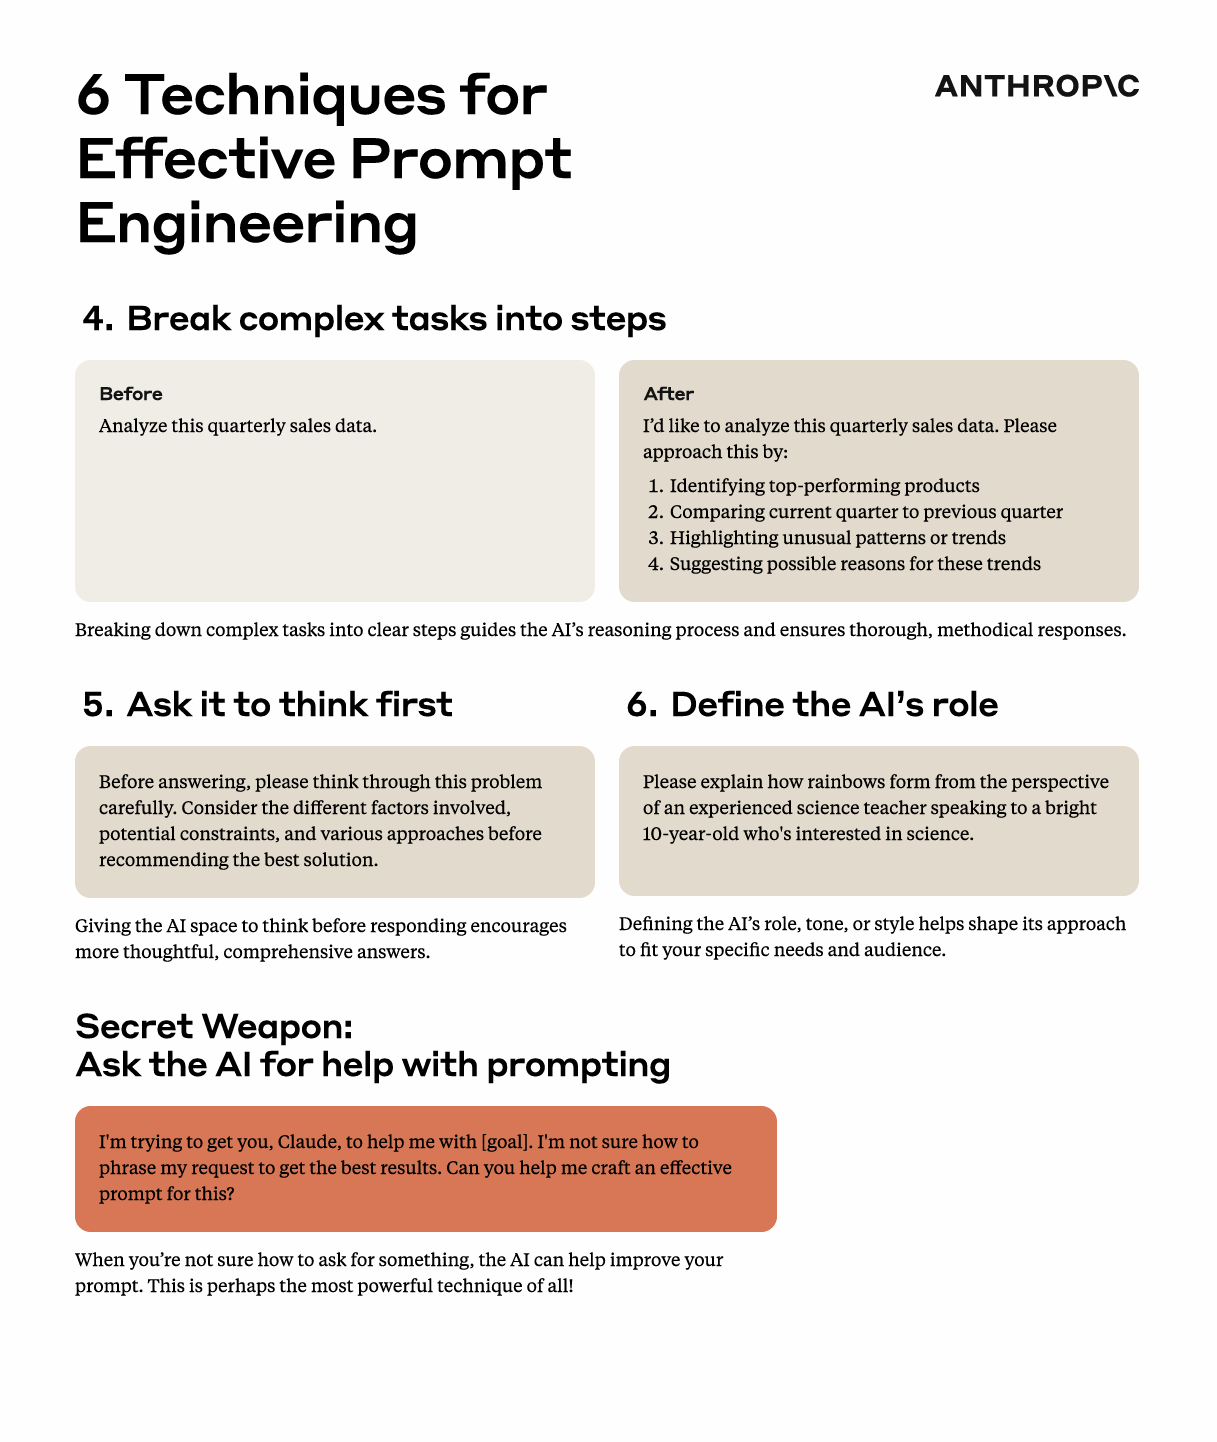 6 Techniques for
Effective Prompt
Engineering
ANTHROP\C
4. Break complex tasks into steps
Before
Analyze this quarterly sales data.
After
I’d like to analyze this quarterly sales data. Please
approach this by:
1. Identifying top-performing products
2. Comparing current quarter to previous quarter
3. Highlighting unusual patterns or trends
4. Suggesting possible reasons for these trends
Breaking down complex tasks into clear steps guides the AI’s reasoning process and ensures thorough, methodical responses.
5. Ask it to think first
Before answering, please think through this problem
carefully. Consider the different factors involved,
potential constraints, and various approaches before
recommending the best solution.
Giving the AI space to think before responding encourages
more thoughtful, comprehensive answers.
6. Define the AI’s role
Please explain how rainbows form from the perspective
of an experienced science teacher speaking to a bright
10-year-old who's interested in science.
Defining the AI’s role, tone, or style helps shape its approach
to fit your specific needs and audience.
Secret Weapon:
Ask the AI for help with prompting
I'm trying to get you, Claude, to help me with [goal]. I'm not sure how to
phrase my request to get the best results. Can you help me craft an effective
prompt for this?
When you’re not sure how to ask for something, the AI can help improve your
prompt. This is perhaps the most powerful technique of all!